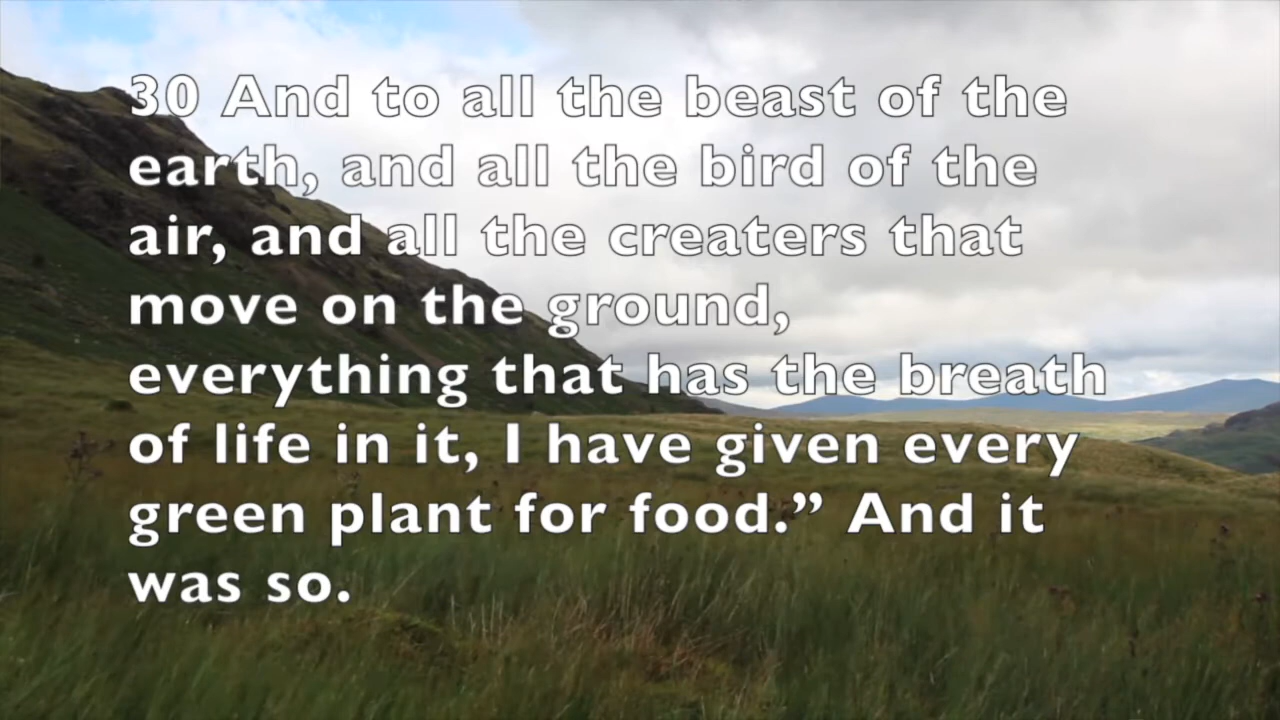 30 And to all the beast of the
earth, and all the bird of the
air, and all the creaters that
move on the ground,
everything that has the breath
of life in it, I have given every
green plant for food.” And it
was so.